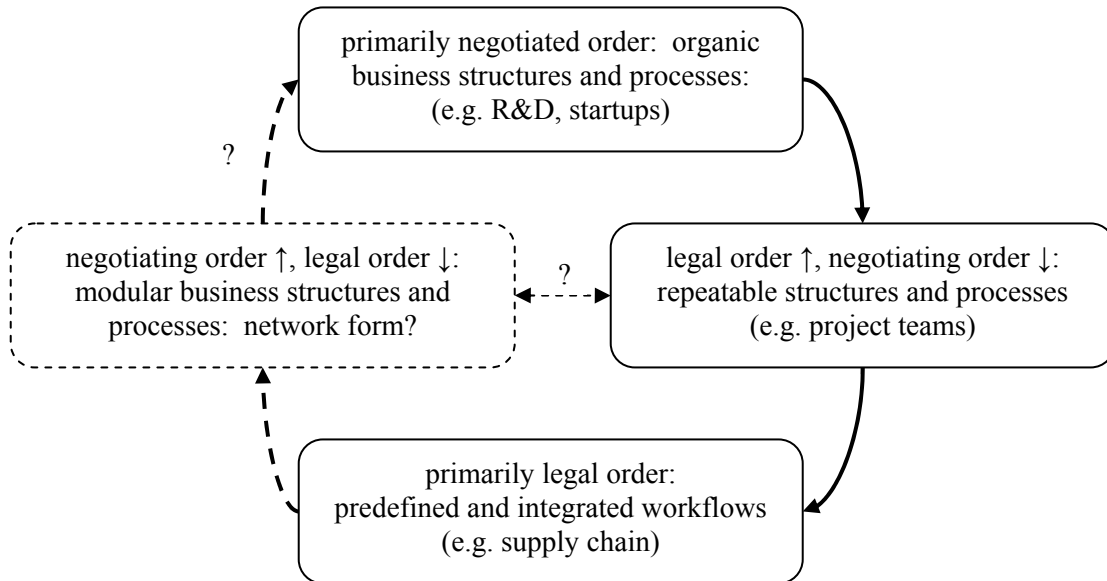 primarily negotiated order: organic
business structures and processes:
(e.g. R&D, startups)
?
negotiating order ↑, legal order ↓:
modular business structures and
processes: network form?
?
legal order ↑, negotiating order ↓:
repeatable structures and processes
(e.g. project teams)
primarily legal order:
predefined and integrated workflows
(e.g. supply chain)